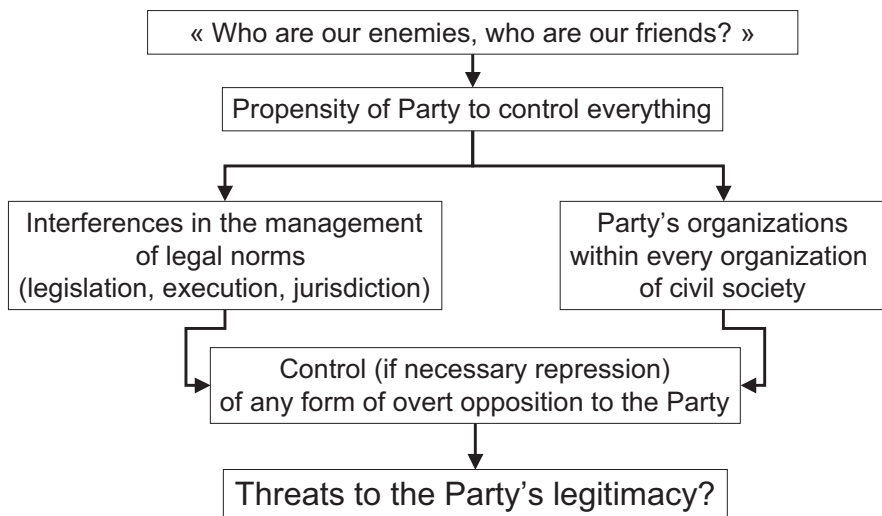 « Who are our enemies, who are our friends? »
Propensity of Party to control everything
Interferences in the management
of legal norms
(legislation, execution, jurisdiction)
Party’s organizations
within every organization
of civil society
Control (if necessary repression)
of any form of overt opposition to the Party
Threats to the Party’s legitimacy?